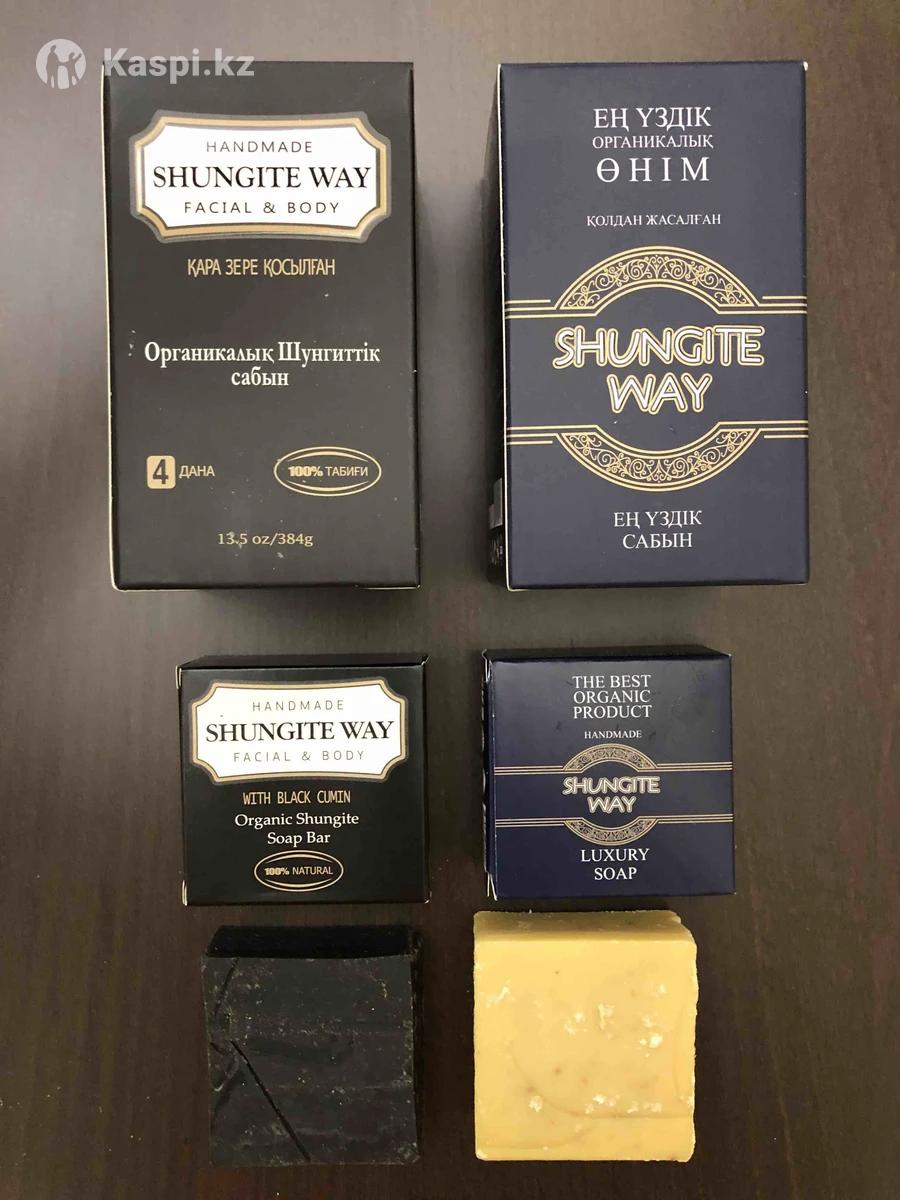 Kaspi.kz
HANDMADE
SHUNGITE WAY
FACIAL & BODY
ҚАРА ЗЕРЕ ҚОСЫЛҒАН
Органикалық Шунгиттік
сабын
4 ДАНА
100% ТАБИҒИ
13.5 oz/384g
ЕҢ ҮЗДІК
ОРГАНИКАЛЫҚ
ӨНІМ
ҚОЛДАН ЖАСАЛҒАН
SHUNGITE
WAY
ЕҢ ҮЗДІК
САБЫН
HANDMADE
SHUNGITE WAY
FACIAL & BODY
WITH BLACK CUMIN
Organic Shungite
Soap Bar
100% NATURAL
THE BEST
ORGANIC
PRODUCT
HANDMADE
SHUNGITE
WAY
LUXURY
SOAP